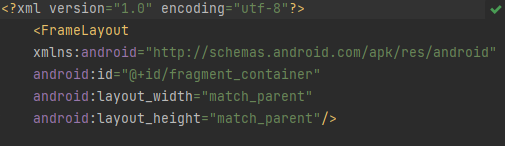 <?xml version="1.0" encoding="utf-8"?>
<FrameLayout
xmlns:android="http://schemas.android.com/apk/res/android"
android:id="@+id/fragment_container"
android:layout_width="match_parent"
android:layout_height="match_parent"/>